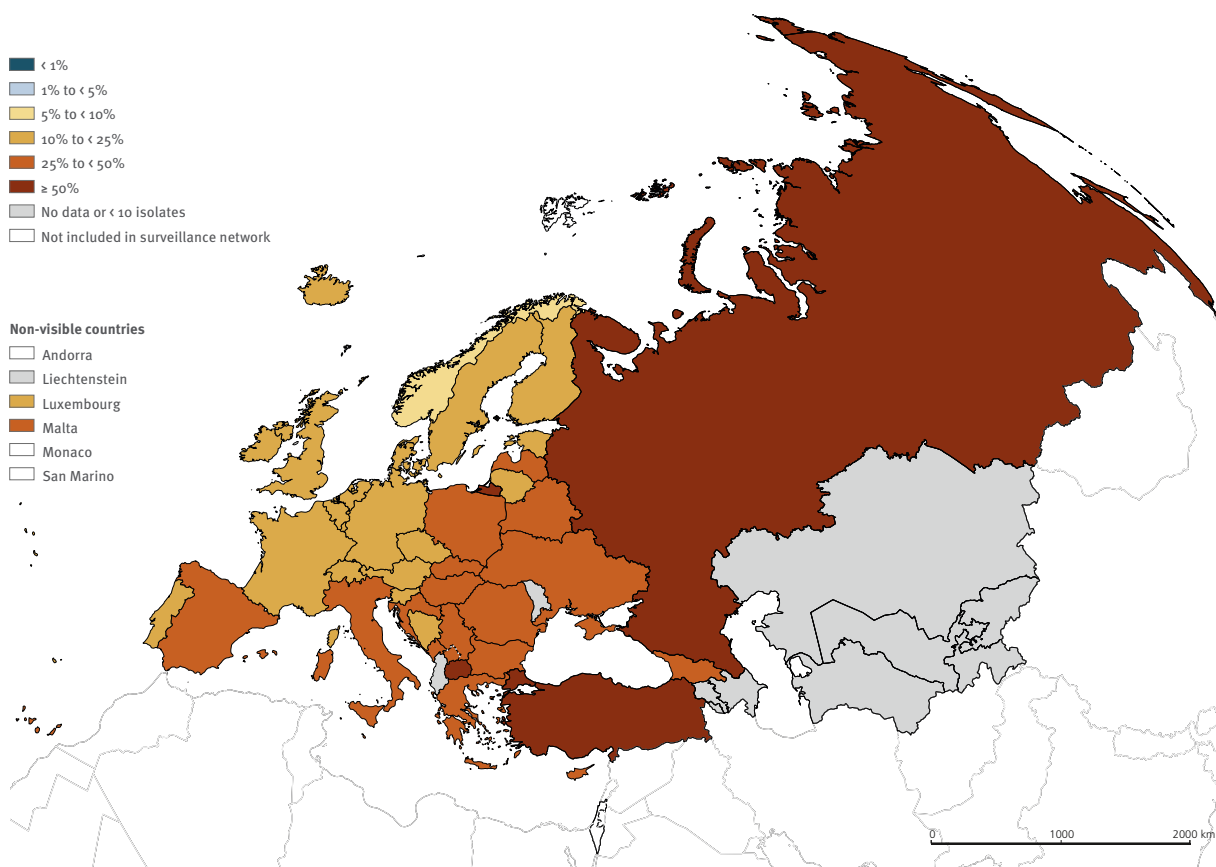 < 1%
1% to < 5%
5% to < 10%
10% to < 25%
25% to < 50%
≥ 50%
No data or < 10 isolates
Not included in surveillance network
Non-visible countries
Andorra
Liechtenstein
Luxembourg
Malta
Monaco
San Marino
0 1000 2000 km